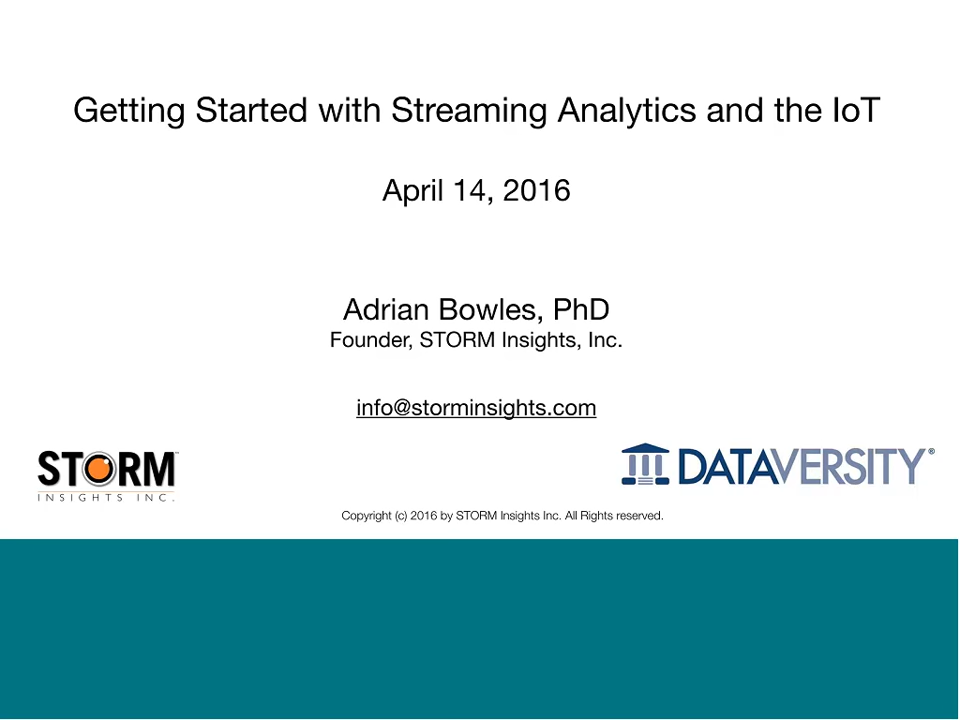 Getting Started with Streaming Analytics and the IoT
April 14, 2016
Adrian Bowles, PhD
Founder, STORM Insights, Inc.
info@storminsights.com
STORM™
INSIGHTS INC.
DATAVERSITY®
Copyright (c) 2016 by STORM Insights Inc. All Rights reserved.